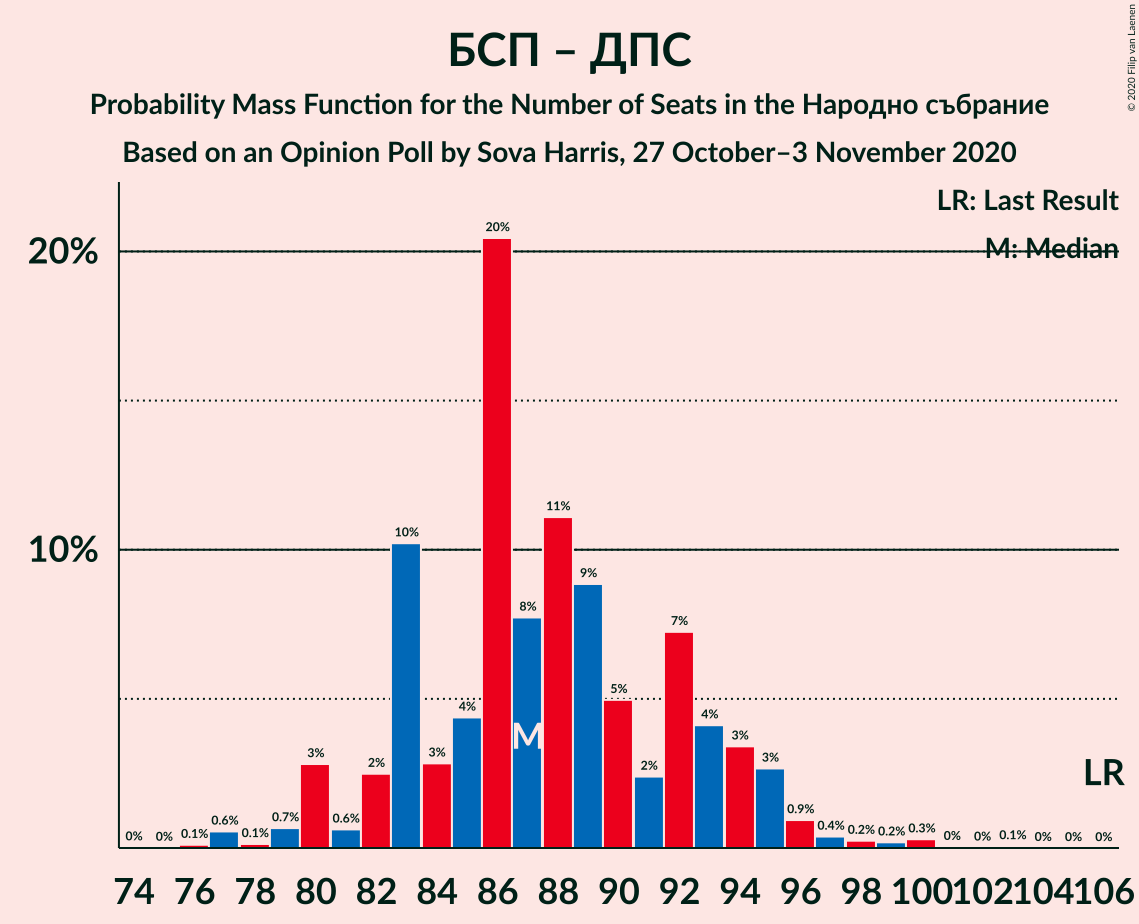 БСП – ДПС
Probability Mass Function for the Number of Seats in the Народно събрание
Based on an Opinion Poll by Sova Harris, 27 October–3 November 2020
© 2020 Filip van Laenen
LR: Last Result
M: Median
20%
10%
0% 0% 0.1% 0.6% 0.1% 0.7% 3% 0.6% 2% 10% 3% 4% 20% 8% 11% 9% 5% 2% 7% 4% 3% 3% 0.9% 0.4% 0.2% 0.2% 0.3% 0% 0% 0.1% 0% 0% 0%
M
LR
74 76 78 80 82 84 86 88 90 92 94 96 98 100 102 104 106